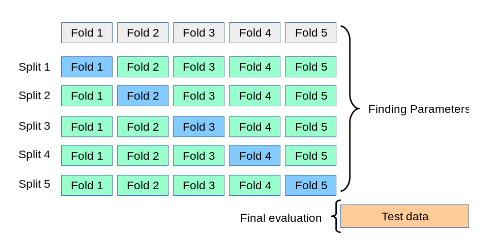 Fold 1 Fold 2 Fold 3 Fold 4 Fold 5
Split 1 Fold 1 Fold 2 Fold 3 Fold 4 Fold 5
Split 2 Fold 1 Fold 2 Fold 3 Fold 4 Fold 5
Finding Parameters
Split 3 Fold 1 Fold 2 Fold 3 Fold 4 Fold 5
Split 4 Fold 1 Fold 2 Fold 3 Fold 4 Fold 5
Split 5 Fold 1 Fold 2 Fold 3 Fold 4 Fold 5
Final evaluation Test data